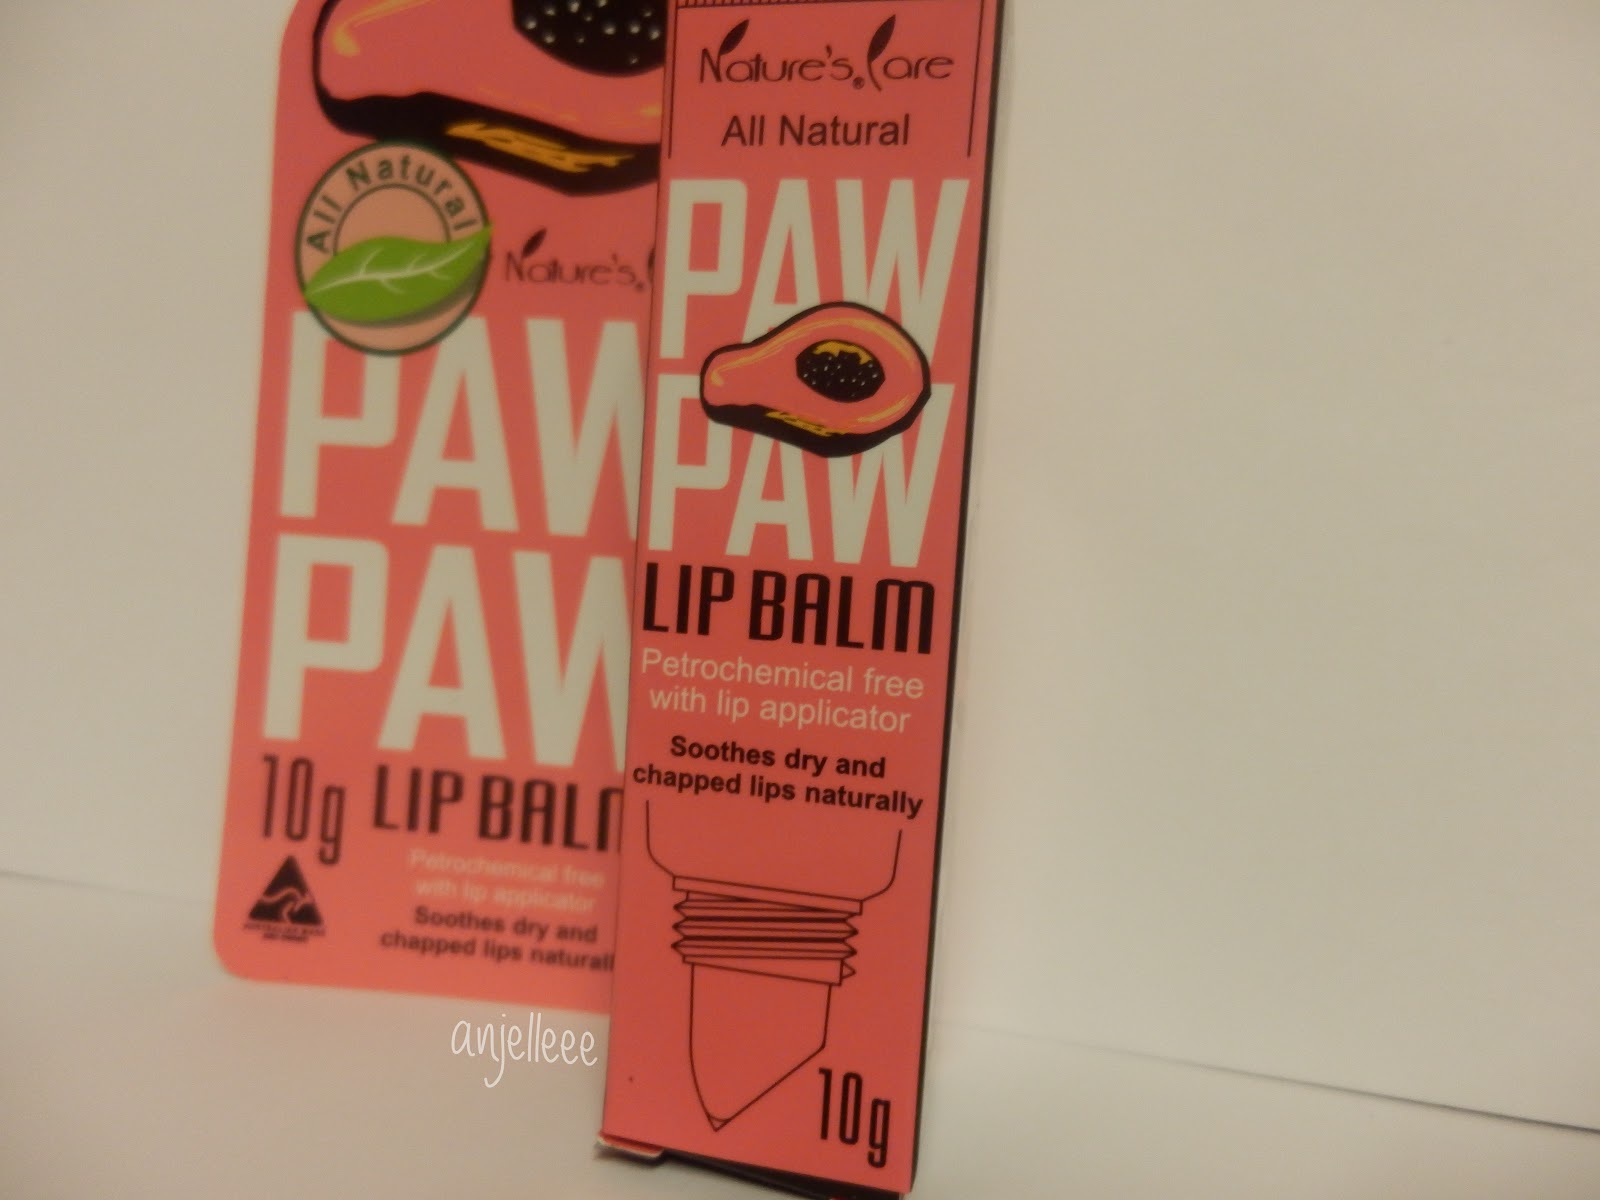 All Natural
Nature's
PAW
PAW
10g LIP BALM
Petrochemical free
with lip applicator
Soothes dry and
chapped lips naturall
Nature's Care
®
All Natural
PAW
PAW
LIP BALM
Petrochemical free
with lip applicator
Soothes dry and
chapped lips naturally
10g
anjelleee